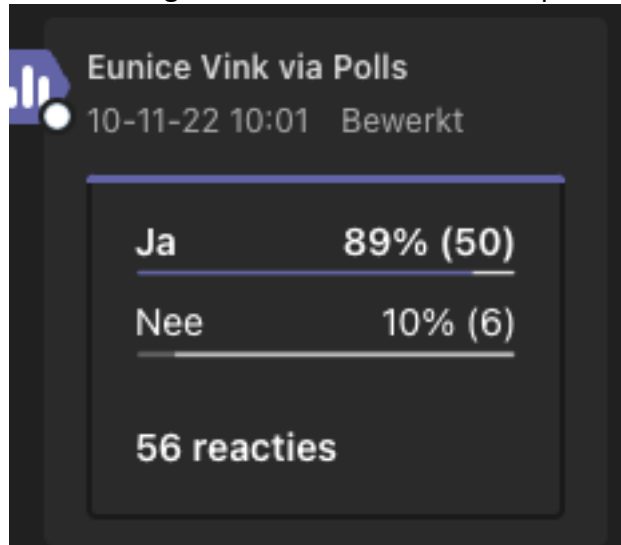 Eunice Vink via Polls
10-11-22 10:01 Bewerkt
Ja 89% (50)
Nee 10% (6)
56 reacties